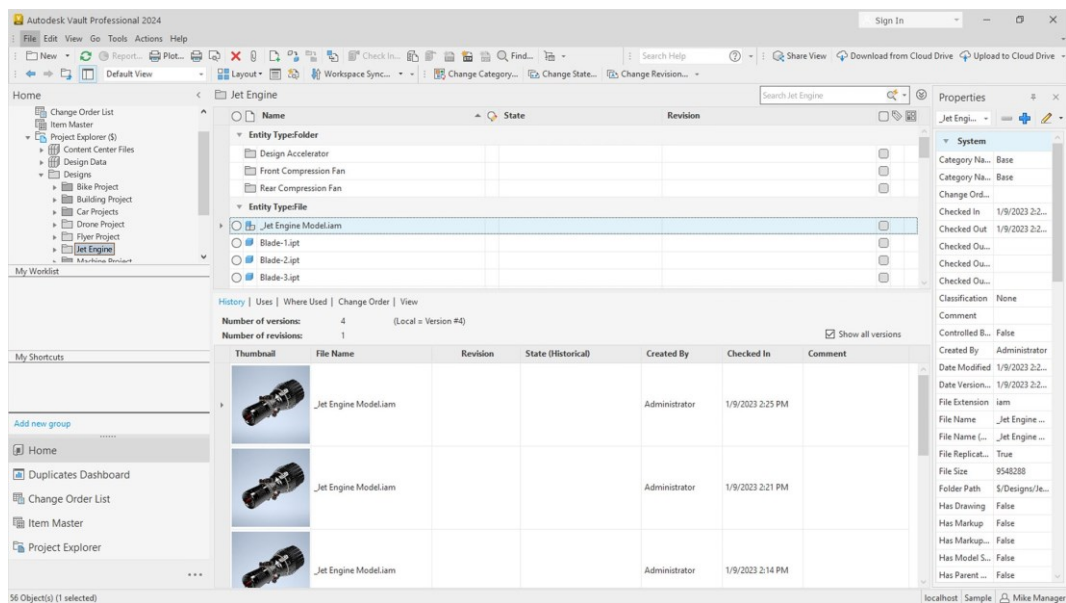 Autodesk Vault Professional 2024 Sign In
File Edit View Go Tools Actions Help
New Report... Plot... Check In... Find... Search Help Share View Download from Cloud Drive Upload to Cloud Drive
Default View Layout Workspace Sync... Change Category... Change State... Change Revision...
Home
Change Order List
Item Master
Project Explorer ($)
Content Center Files
Design Data
Designs
Bike Project
Building Project
Car Projects
Drone Project
Flyer Project
Jet Engine
Machine Project
My Worklist
My Shortcuts
Add new group
Home
Duplicates Dashboard
Change Order List
Item Master
Project Explorer
Jet Engine Search Jet Engine
Name State Revision
Entity Type:Folder
Design Accelerator
Front Compression Fan
Rear Compression Fan
Entity Type:File
_Jet Engine Model.iam
Blade-1.ipt
Blade-2.ipt
Blade-3.ipt
History | Uses | Where Used | Change Order | View
Number of versions: 4 (Local = Version #4)
Number of revisions: 1 Show all versions
Thumbnail File Name Revision State (Historical) Created By Checked In Comment
_Jet Engine Model.iam Administrator 1/9/2023 2:25 PM
_Jet Engine Model.iam Administrator 1/9/2023 2:21 PM
_Jet Engine Model.iam Administrator 1/9/2023 2:14 PM
Properties
_Jet Engi...
System
Category Na... Base
Category Na... Base
Change Ord...
Checked In 1/9/2023 2:2...
Checked Out 1/9/2023 2:2...
Checked Ou...
Checked Ou...
Checked Ou...
Classification None
Comment
Controlled B... False
Created By Administrator
Date Modified 1/9/2023 2:2...
Date Version... 1/9/2023 2:2...
File Extension iam
File Name _Jet Engine ...
File Name (... _Jet Engine ...
File Replicat... True
File Size 9548288
Folder Path $/Designs/Je...
Has Drawing False
Has Markup False
Has Markup... False
Has Model S... False
Has Parent ... False
56 Object(s) (1 selected) localhost Sample Mike Manager